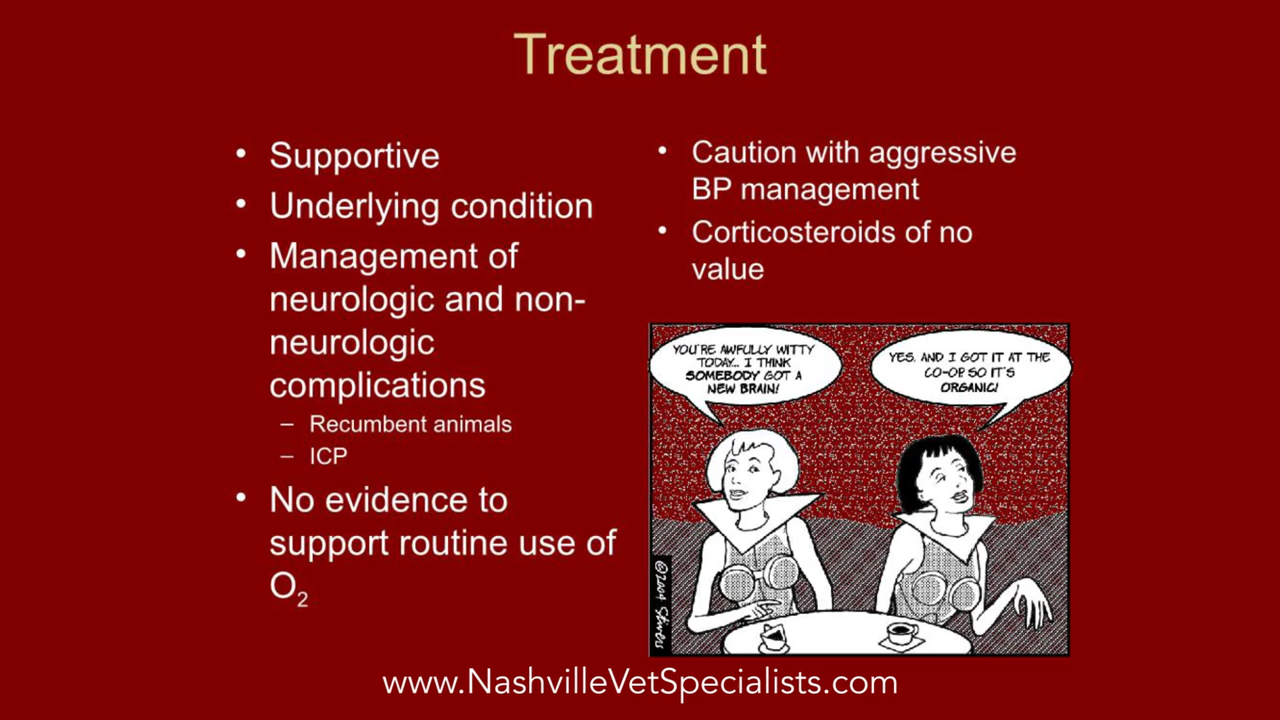 Treatment
• Supportive
• Underlying condition
• Management of
neurologic and non-
neurologic
complications
– Recumbent animals
– ICP
• No evidence to
support routine use of
O₂
• Caution with aggressive
BP management
• Corticosteroids of no
value
YOU'RE AWFULLY WITTY
TODAY... I THINK
SOMEBODY GOT A
NEW BRAIN!
YES, AND I GOT IT AT THE
CO-OP SO IT'S
ORGANIC!
©2004 Stivers
www.NashvilleVetSpecialists.com